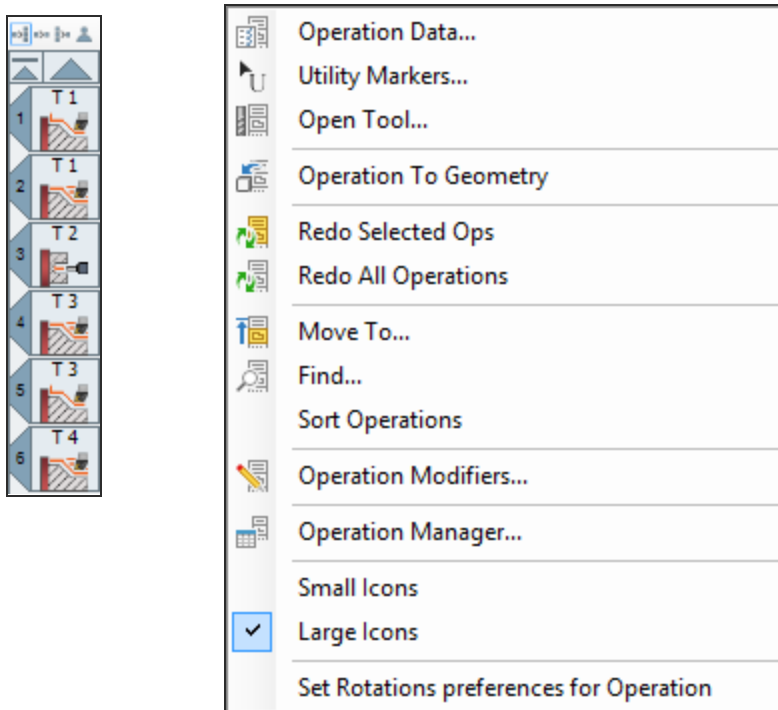 T 1
1
T 1
2
T 2
3
T 3
4
T 3
5
T 4
6
Operation Data...
U
Utility Markers...
Open Tool...
Operation To Geometry
Redo Selected Ops
Redo All Operations
Move To...
Find...
Sort Operations
Operation Modifiers...
Operation Manager...
Small Icons
Large Icons
Set Rotations preferences for Operation